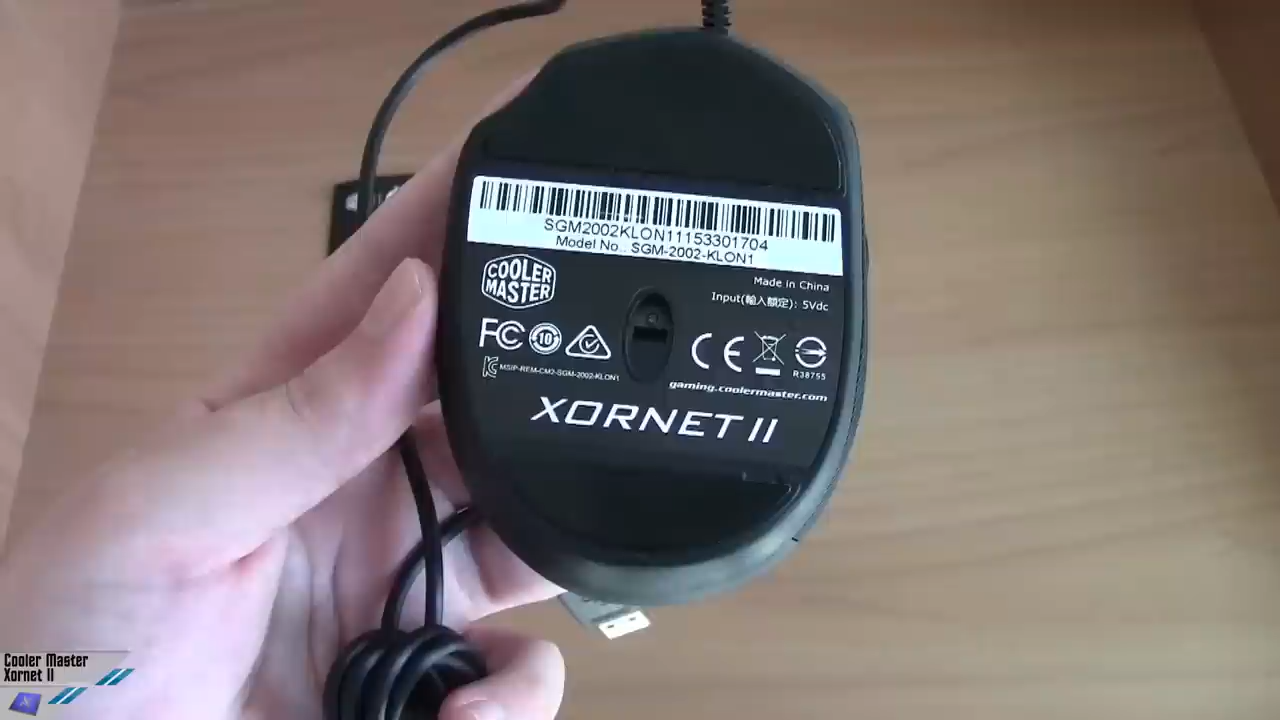 SGM2002KLON11153301704
Model No.: SGM-2002-KLON1
COOLER
MASTER
Made in China
Input(輸入額定): 5Vdc
FC
10
CE
R38755
MSIP-REM-CM2-SGM-2002-KLON1
gaming.coolermaster.com
XORNET II
Cooler Master
Xornet II